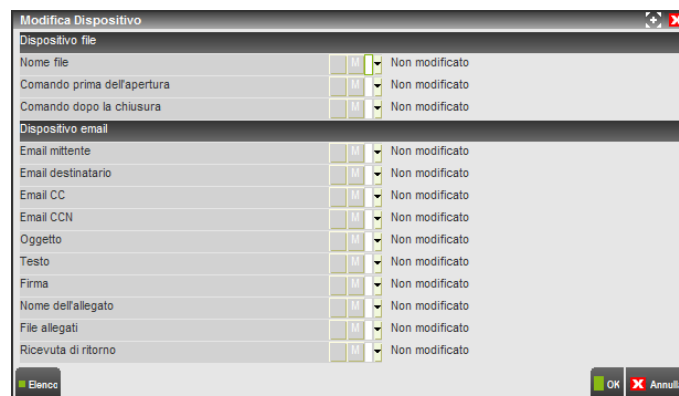 Modifica Dispositivo
Dispositivo file
Nome file M Non modificato
Comando prima dell'apertura M Non modificato
Comando dopo la chiusura M Non modificato
Dispositivo email
Email mittente M Non modificato
Email destinatario M Non modificato
Email CC M Non modificato
Email CCN M Non modificato
Oggetto M Non modificato
Testo M Non modificato
Firma M Non modificato
Nome dell'allegato M Non modificato
File allegati M Non modificato
Ricevuta di ritorno M Non modificato
Elenco OK Annulla